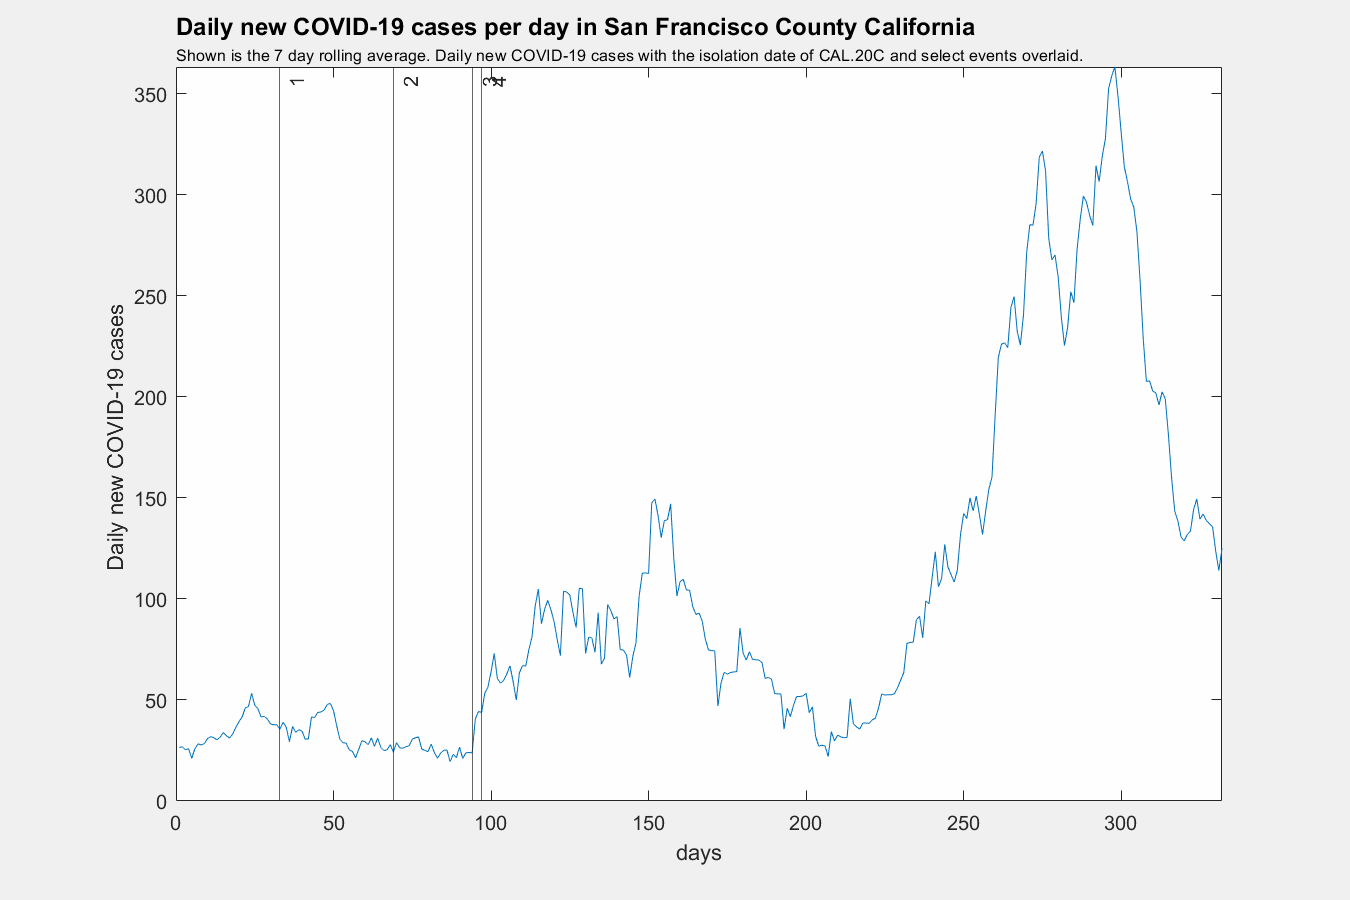 Daily new COVID-19 cases per day in San Francisco County California
Shown is the 7 day rolling average. Daily new COVID-19 cases with the isolation date of CAL.20C and select events overlaid.
1
2
3
4
350
300
250
200
150
100
50
0
Daily new COVID-19 cases
0 50 100 150 200 250 300
days